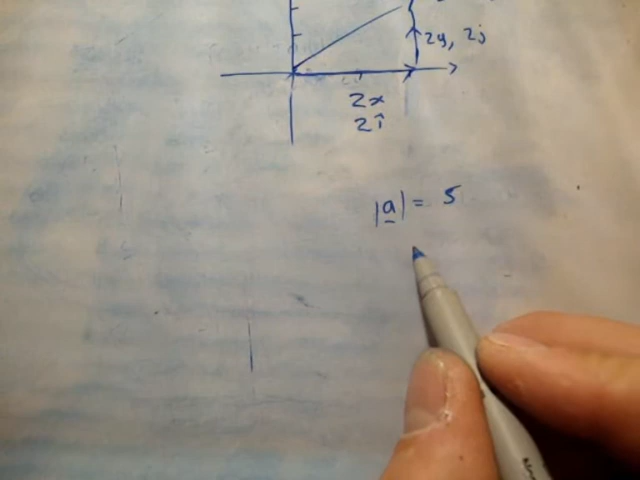 2y, 2j
2x
2î
|a| = 5